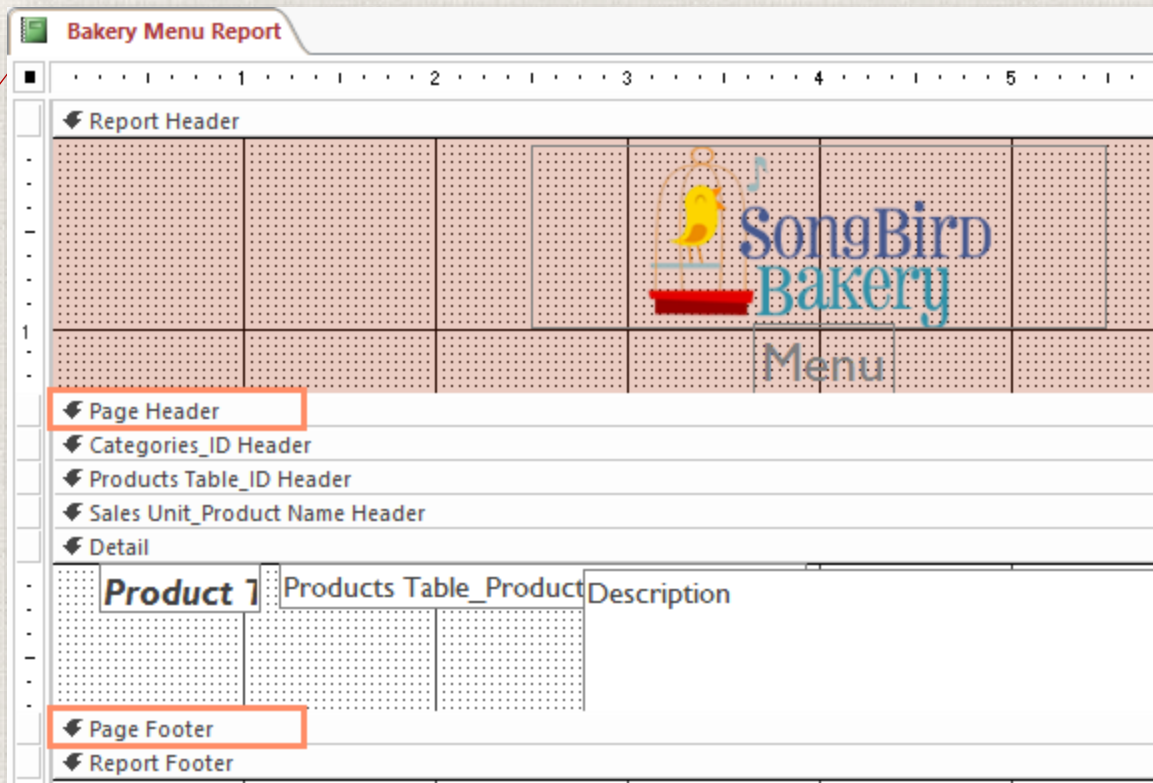 Bakery Menu Report
1 2 3 4 5
Report Header
SongBird
Bakery
1
Menu
Page Header
Categories_ID Header
Products Table_ID Header
Sales Unit_Product Name Header
Detail
Product T Products Table_Product Description
Page Footer
Report Footer